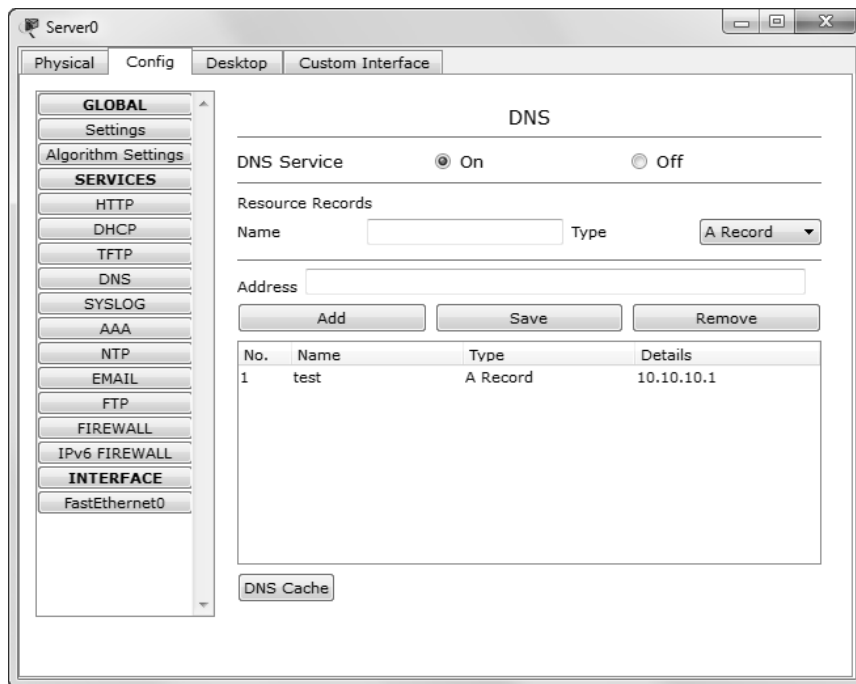 Server0
Physical Config Desktop Custom Interface
GLOBAL
Settings
Algorithm Settings
SERVICES
HTTP
DHCP
TFTP
DNS
SYSLOG
AAA
NTP
EMAIL
FTP
FIREWALL
IPv6 FIREWALL
INTERFACE
FastEthernet0
DNS
DNS Service On Off
Resource Records
Name Type A Record
Address
Add Save Remove
No. Name Type Details
1 test A Record 10.10.10.1
DNS Cache